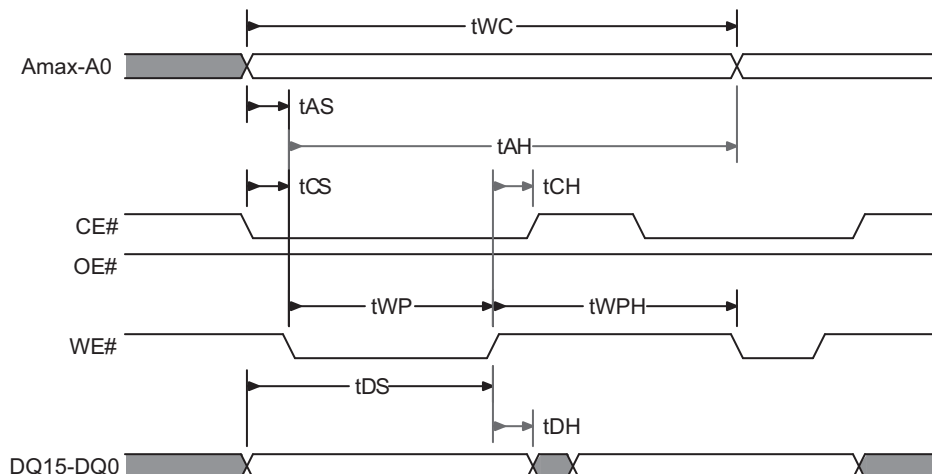 tWC
Amax-A0
tAS
tAH
tCS
tCH
CE#
OE#
tWP
tWPH
WE#
tDS
tDH
DQ15-DQ0